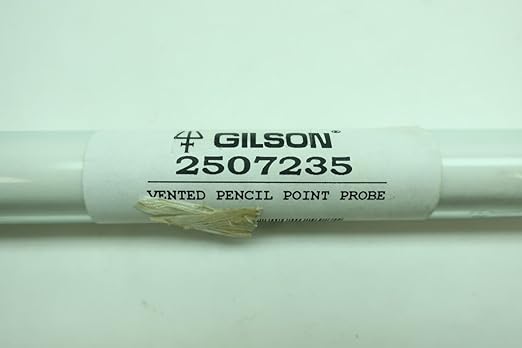 GILSON
2507235
VENTED PENCIL POINT PROBE